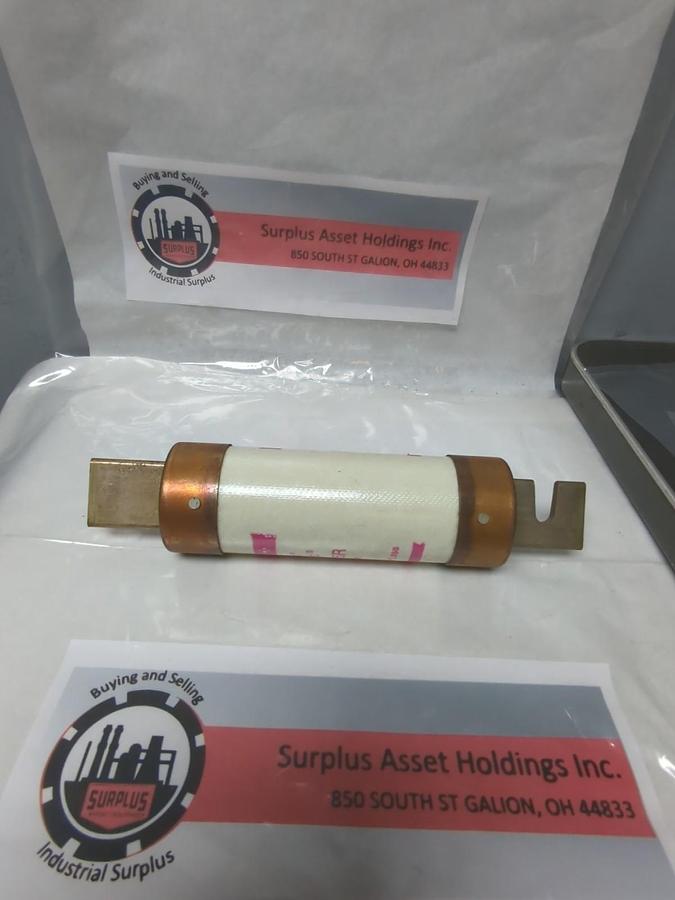 Buying and Selling
SURPLUS
Industrial Surplus
Surplus Asset Holdings Inc.
850 SOUTH ST GALION, OH 44833
Buying and Selling
SURPLUS
Industrial Surplus
Surplus Asset Holdings Inc.
850 SOUTH ST GALION, OH 44833